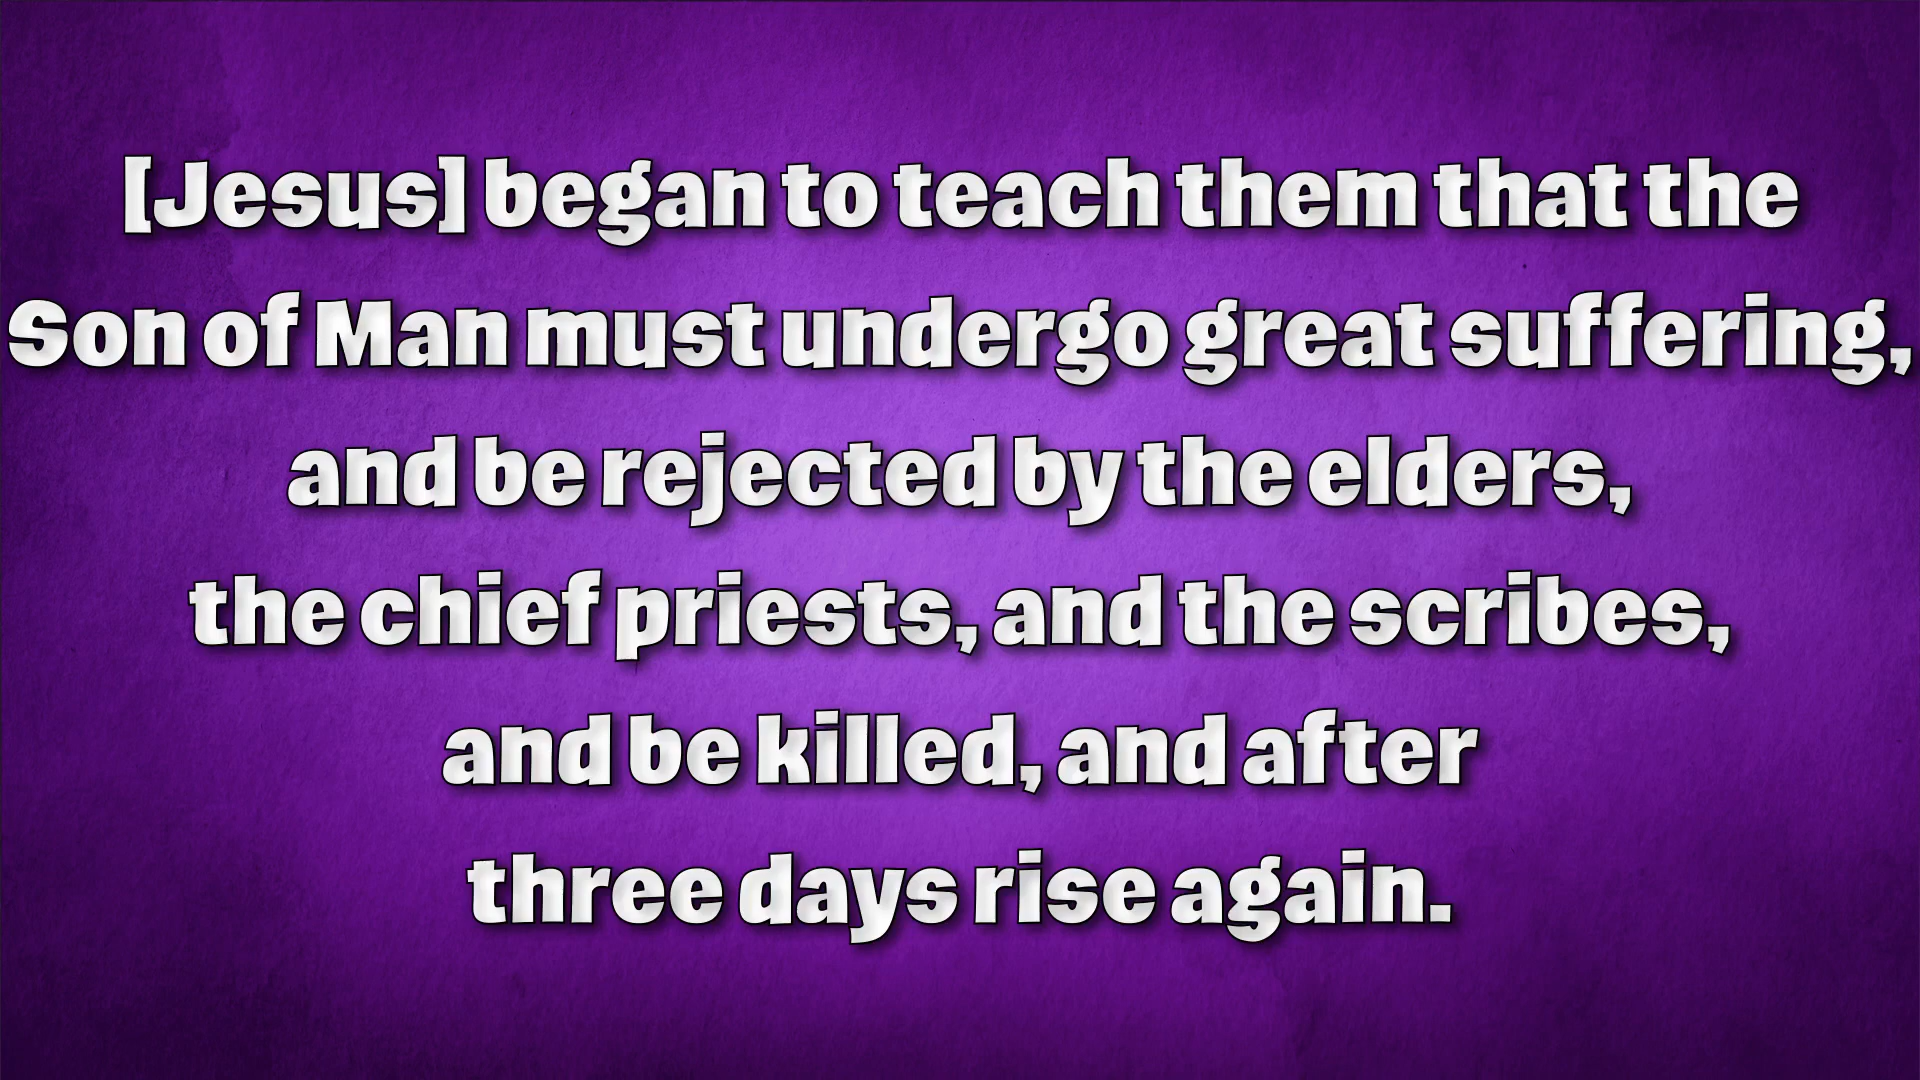 [Jesus] began to teach them that the
Son of Man must undergo great suffering,
and be rejected by the elders,
the chief priests, and the scribes,
and be killed, and after
three days rise again.